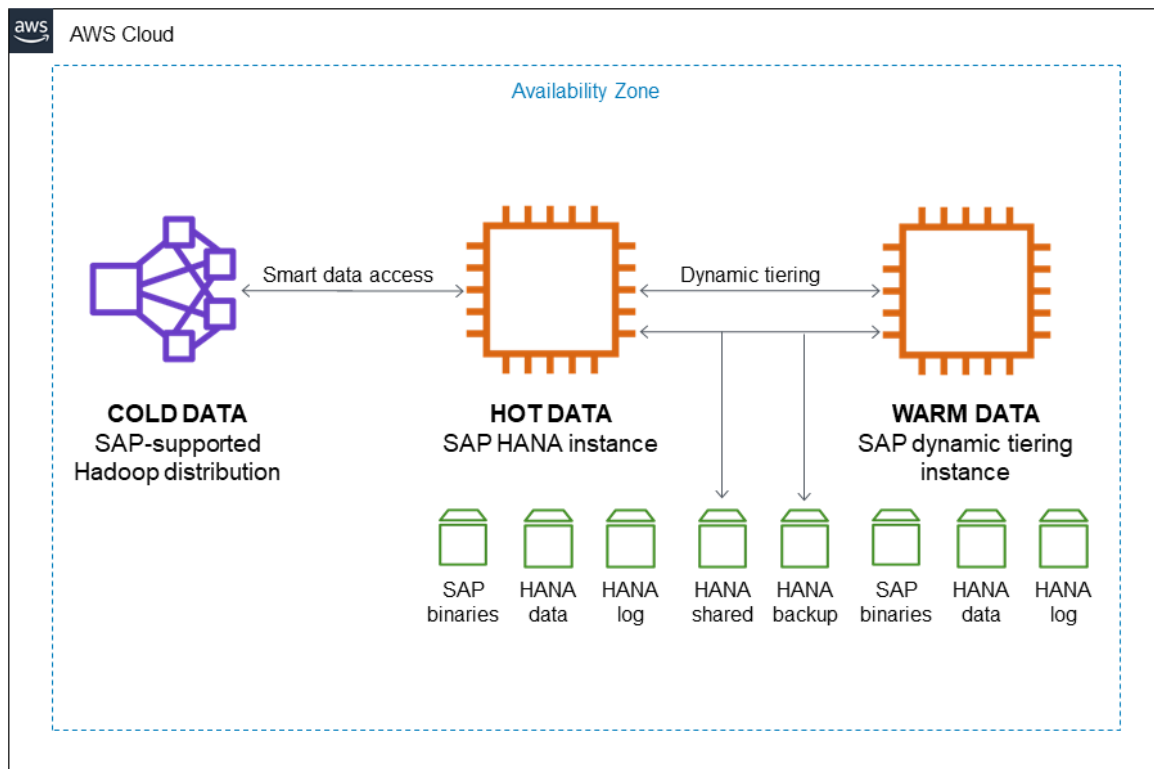 aws
AWS Cloud
Availability Zone
Smart data access
Dynamic tiering
COLD DATA
SAP-supported
Hadoop distribution
HOT DATA
SAP HANA instance
WARM DATA
SAP dynamic tiering
instance
SAP
binaries
HANA
data
HANA
log
HANA
shared
HANA
backup
SAP
binaries
HANA
data
HANA
log